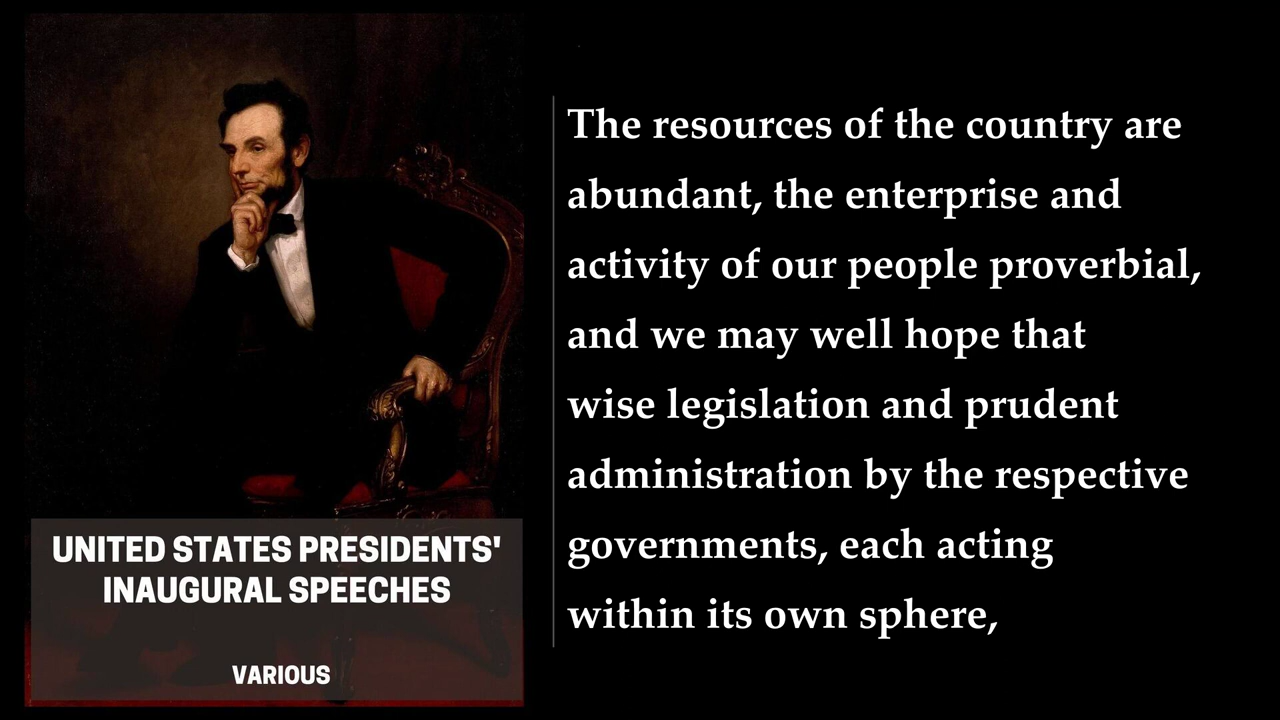 UNITED STATES PRESIDENTS'
INAUGURAL SPEECHES
VARIOUS
The resources of the country are
abundant, the enterprise and
activity of our people proverbial,
and we may well hope that
wise legislation and prudent
administration by the respective
governments, each acting
within its own sphere,